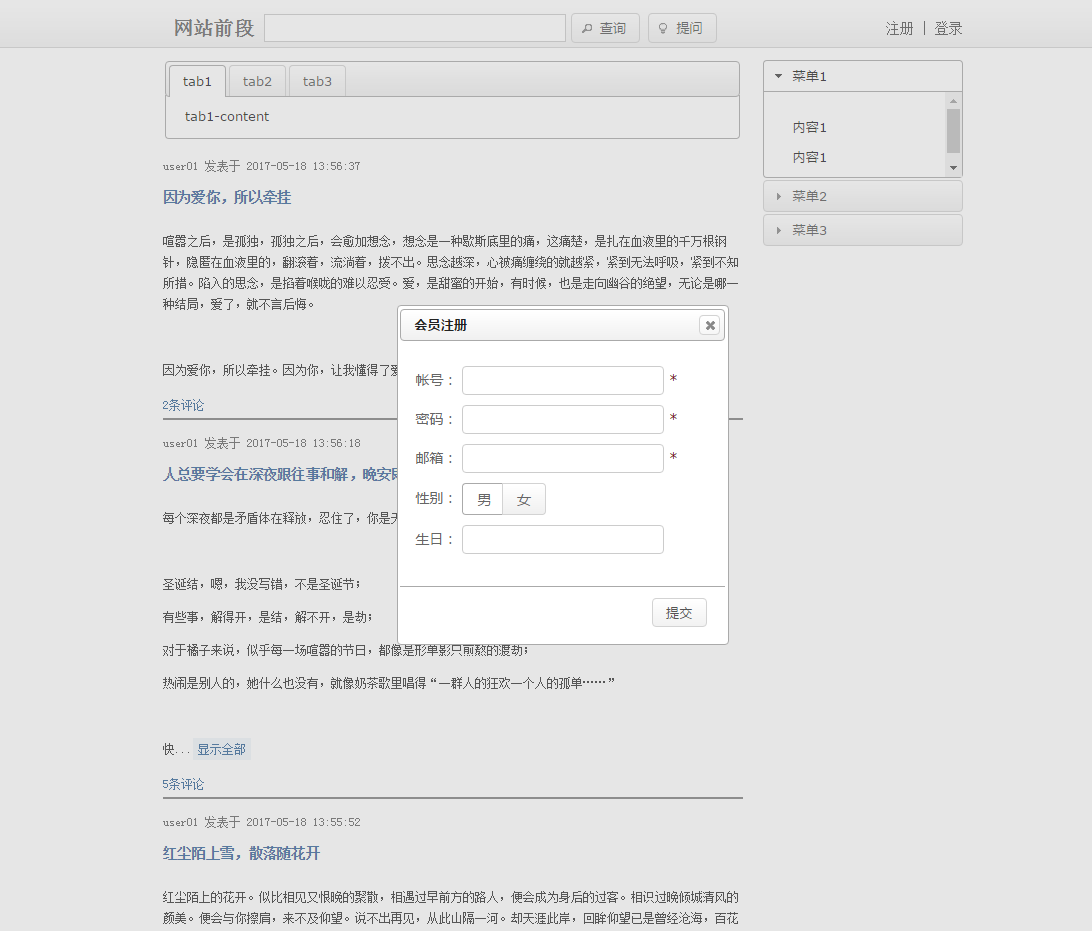 网站前段 查询 提问 注册 | 登录
tab1 tab2 tab3
tab1-content
菜单1
内容1
内容1
菜单2
菜单3
user01 发表于 2017-05-18 13:56:37
因为爱你，所以牵挂
喧嚣之后，是孤独，孤独之后，会愈加想念，想念是一种歇斯底里的痛，这痛楚，是扎在血液里的千万根钢
针，隐匿在血液里的，翻滚着，流淌着，拨不出。思念越深，心被痛缠绕的就越紧，紧到无法呼吸，紧到不知
所措。陷入的思念，是掐着喉咙的难以忍受。爱，是甜蜜的开始，有时候，也是走向幽谷的绝望，无论是哪一
种结局，爱了，就不言后悔。
因为爱你，所以牵挂。因为你，让我懂得了爱
2条评论
user01 发表于 2017-05-18 13:56:18
人总要学会在深夜跟往事和解，晚安
每个深夜都是矛盾体在释放，忍住了，你是
圣诞结，嗯，我没写错，不是圣诞节；
有些事，解得开，是结，解不开，是劫；
对于橘子来说，似乎每一场喧嚣的节日，都像是形单影只煎熬的渡劫；
热闹是别人的，她什么也没有，就像奶茶歌里唱得“一群人的狂欢一个人的孤单……”
快... 显示全部
5条评论
user01 发表于 2017-05-18 13:55:52
红尘陌上雪，散落随花开
红尘陌上的花开。似比相见又恨晚的聚散，相遇过早前方的路人，便会成为身后的过客。相识过晚倾城清风的
颜美。便会与你擦肩，来不及仰望。说不出再见，从此山隔一河。却天涯此岸，回眸仰望已是曾经沧海，百花
会员注册
帐号： *
密码： *
邮箱： *
性别： 男 女
生日：
提交